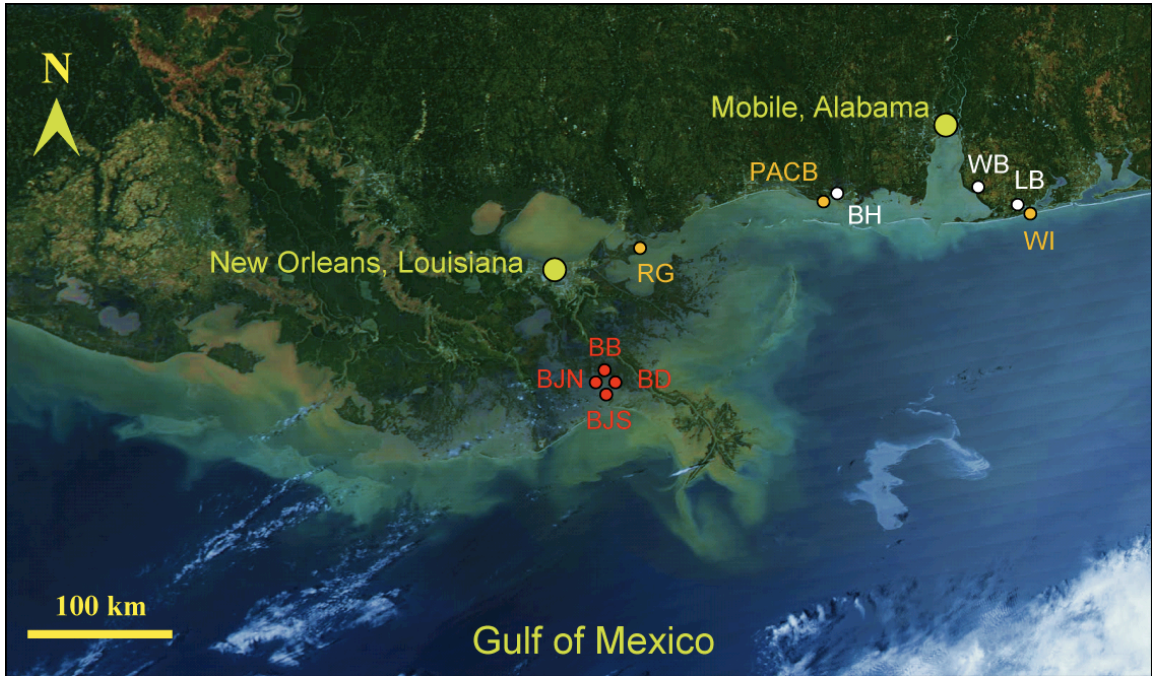 N
Mobile, Alabama
PACB
WB
LB
BH
WI
New Orleans, Louisiana
RG
BB
BJN
BD
BJS
100 km
Gulf of Mexico